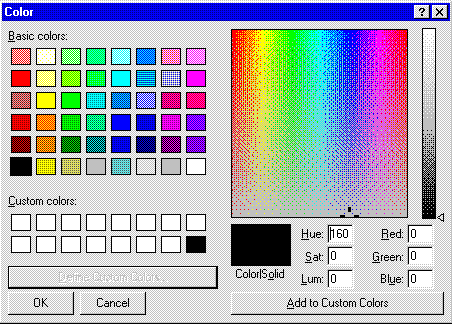 Color
Basic colors:
Custom colors:
Define Custom Colors...
OK
Cancel
Color|Solid
Hue: 160
Sat: 0
Lum: 0
Red: 0
Green: 0
Blue: 0
Add to Custom Colors